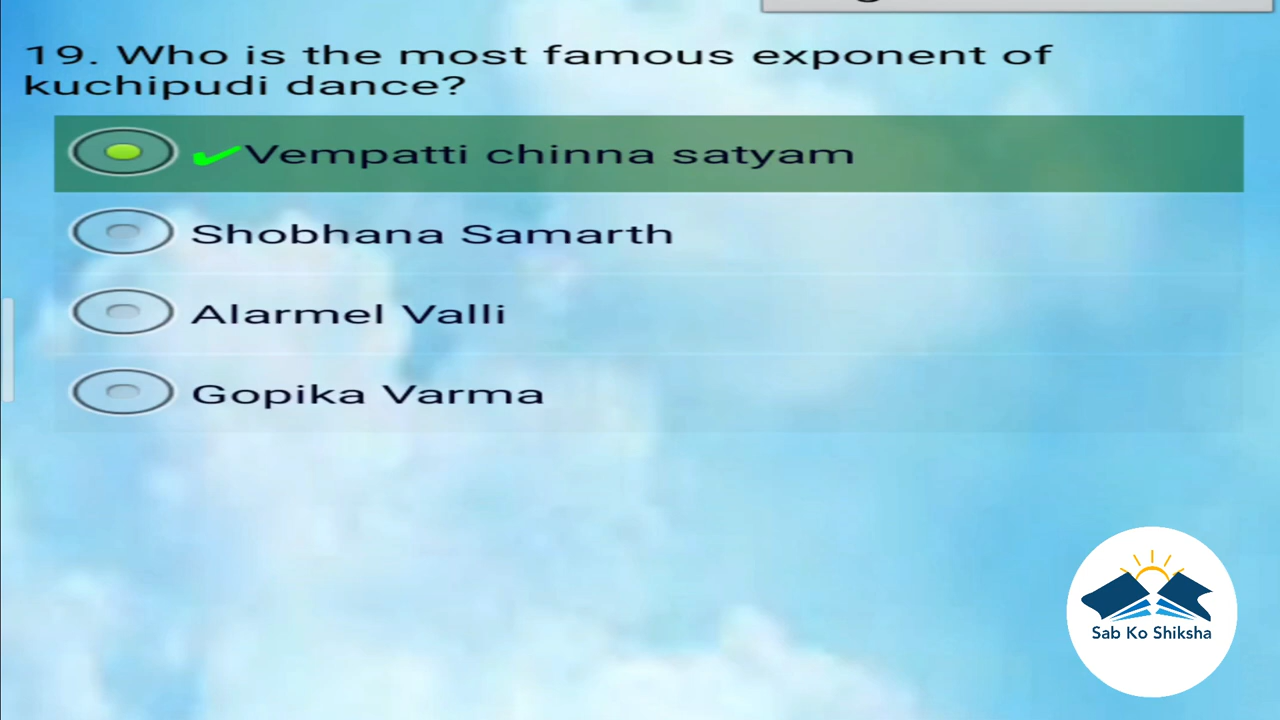 19. Who is the most famous exponent of
kuchipudi dance?
✔Vempatti chinna satyam
Shobhana Samarth
Alarmel Valli
Gopika Varma
Sab Ko Shiksha